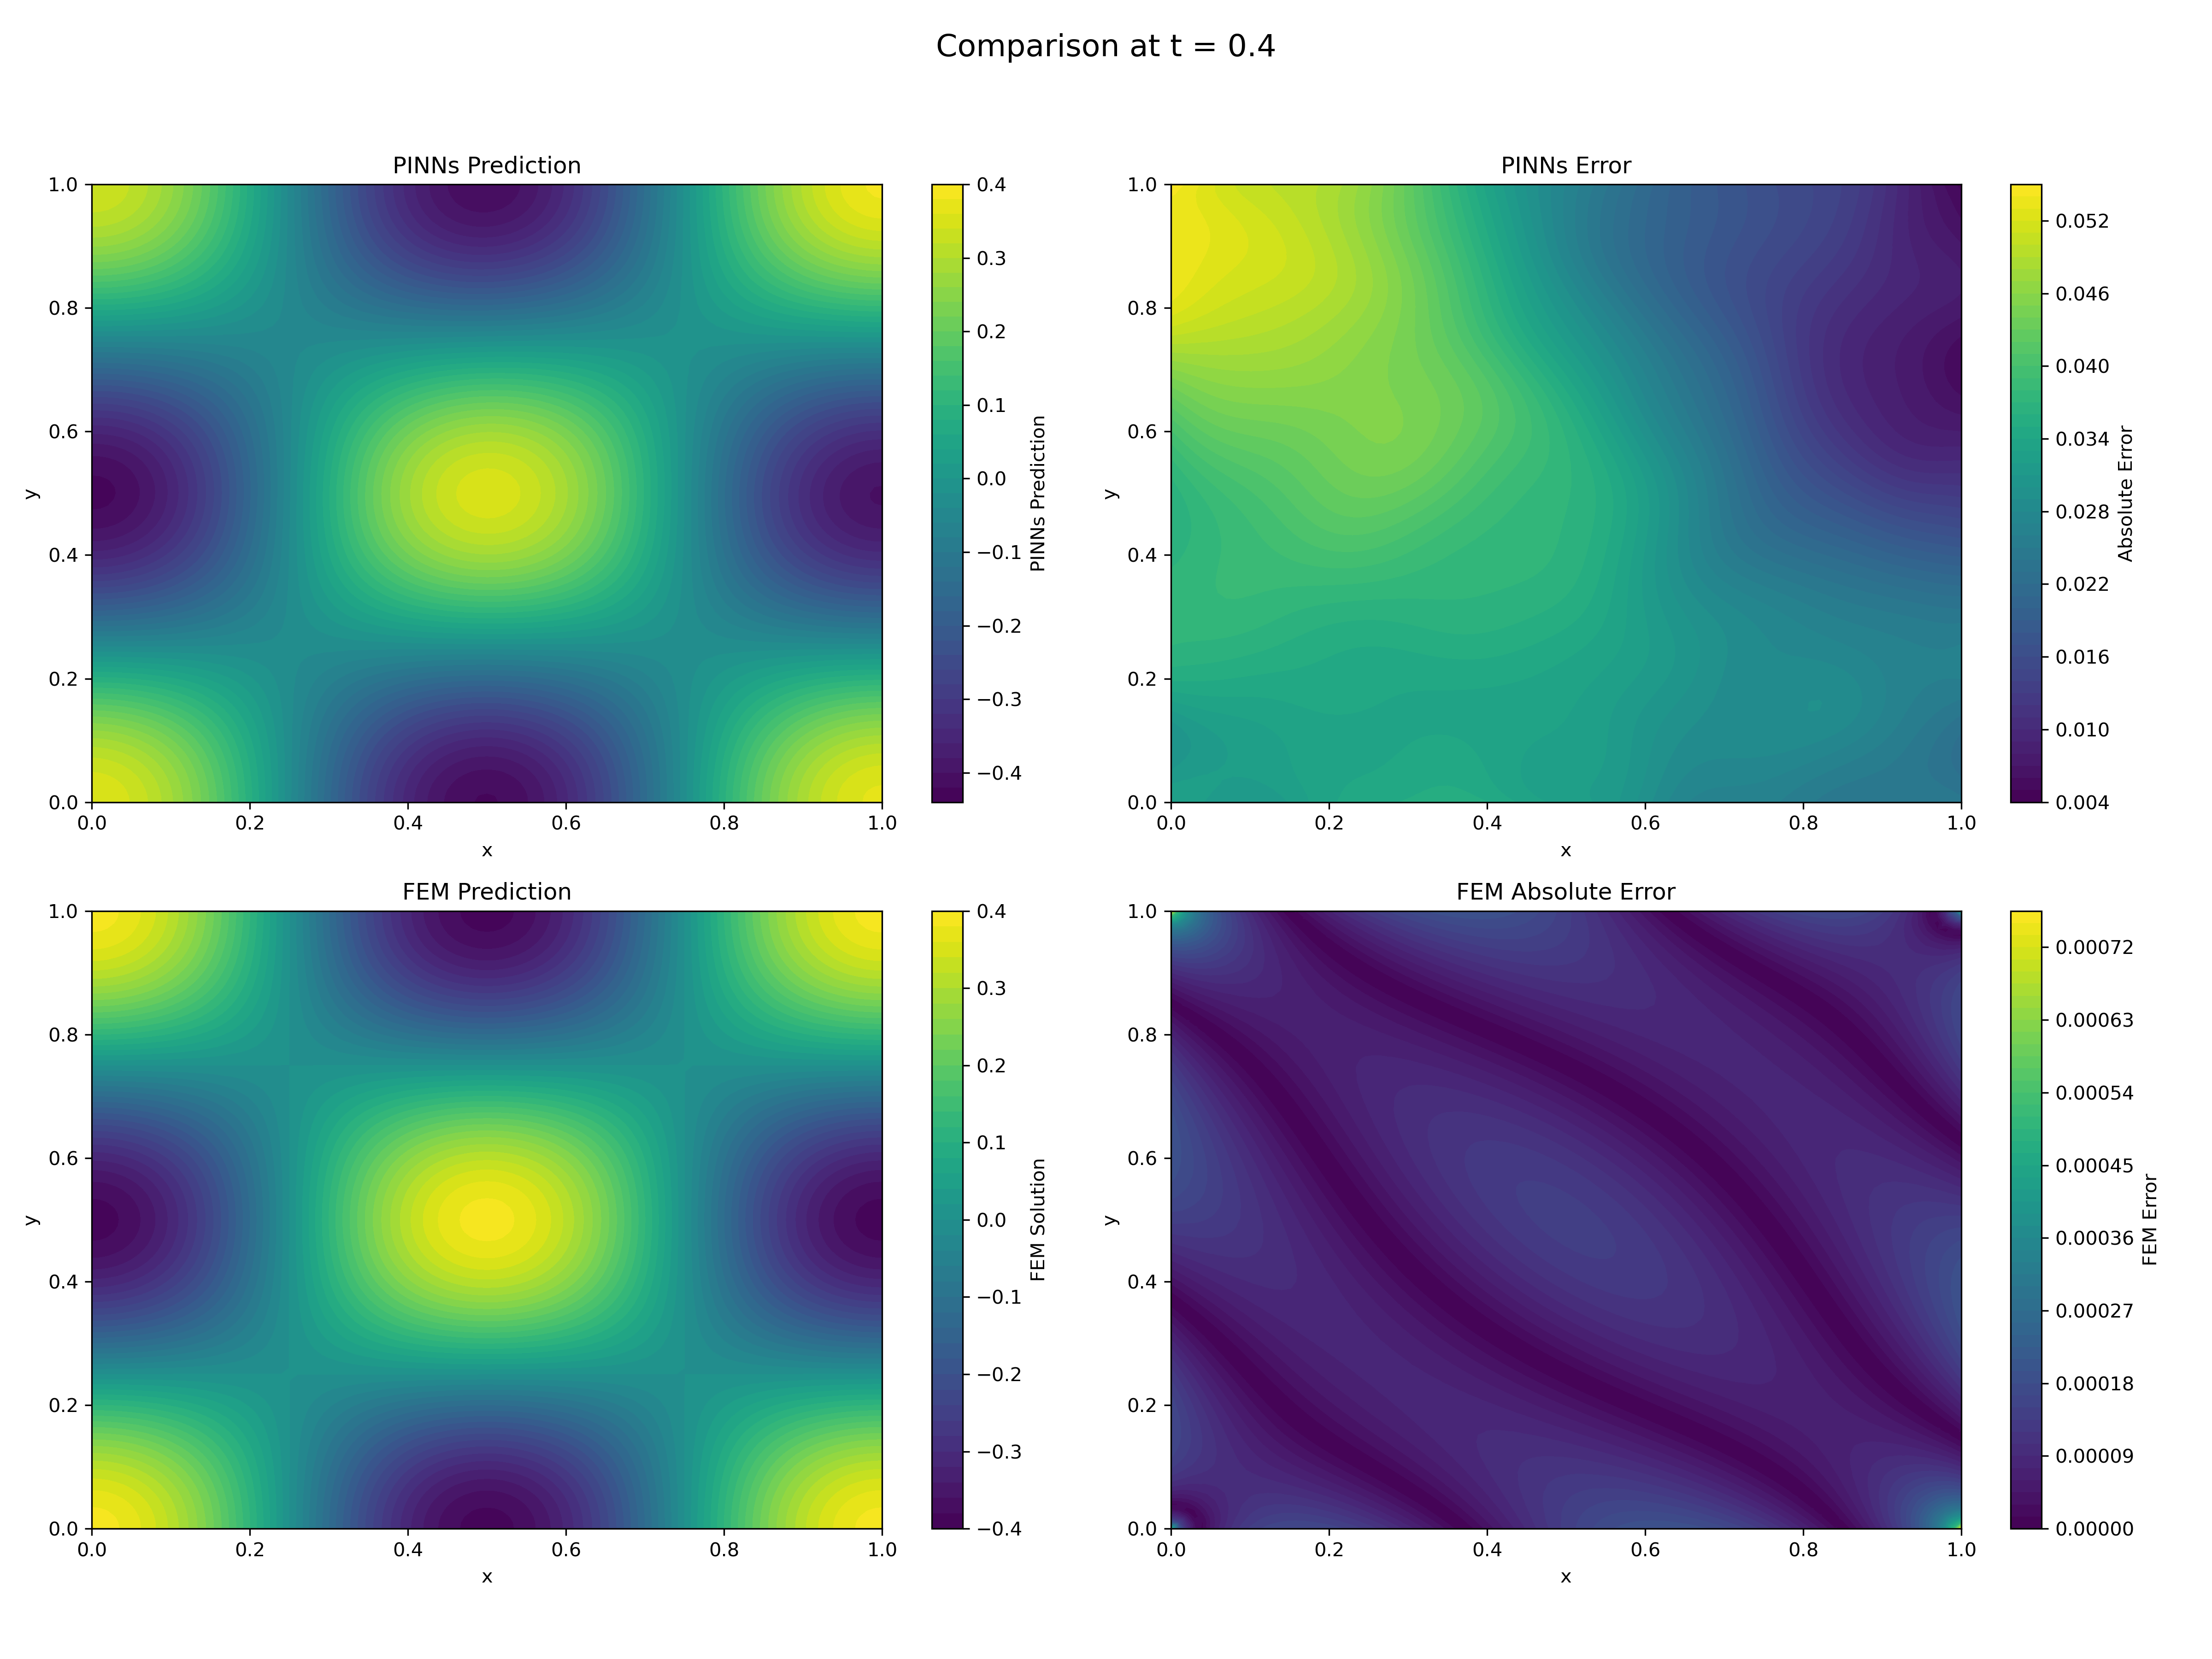 Comparison at t = 0.4
PINNs Prediction
1.0
0.8
0.6
0.4
0.2
0.0
y
0.0 0.2 0.4 0.6 0.8 1.0
x
0.4
0.3
0.2
0.1
0.0
−0.1
−0.2
−0.3
−0.4
PINNs Prediction
PINNs Error
1.0
0.8
0.6
0.4
0.2
0.0
y
0.0 0.2 0.4 0.6 0.8 1.0
x
0.052
0.046
0.040
0.034
0.028
0.022
0.016
0.010
0.004
Absolute Error
FEM Prediction
1.0
0.8
0.6
0.4
0.2
0.0
y
0.0 0.2 0.4 0.6 0.8 1.0
x
0.4
0.3
0.2
0.1
0.0
−0.1
−0.2
−0.3
−0.4
FEM Solution
FEM Absolute Error
1.0
0.8
0.6
0.4
0.2
0.0
y
0.0 0.2 0.4 0.6 0.8 1.0
x
0.00072
0.00063
0.00054
0.00045
0.00036
0.00027
0.00018
0.00009
0.00000
FEM Error